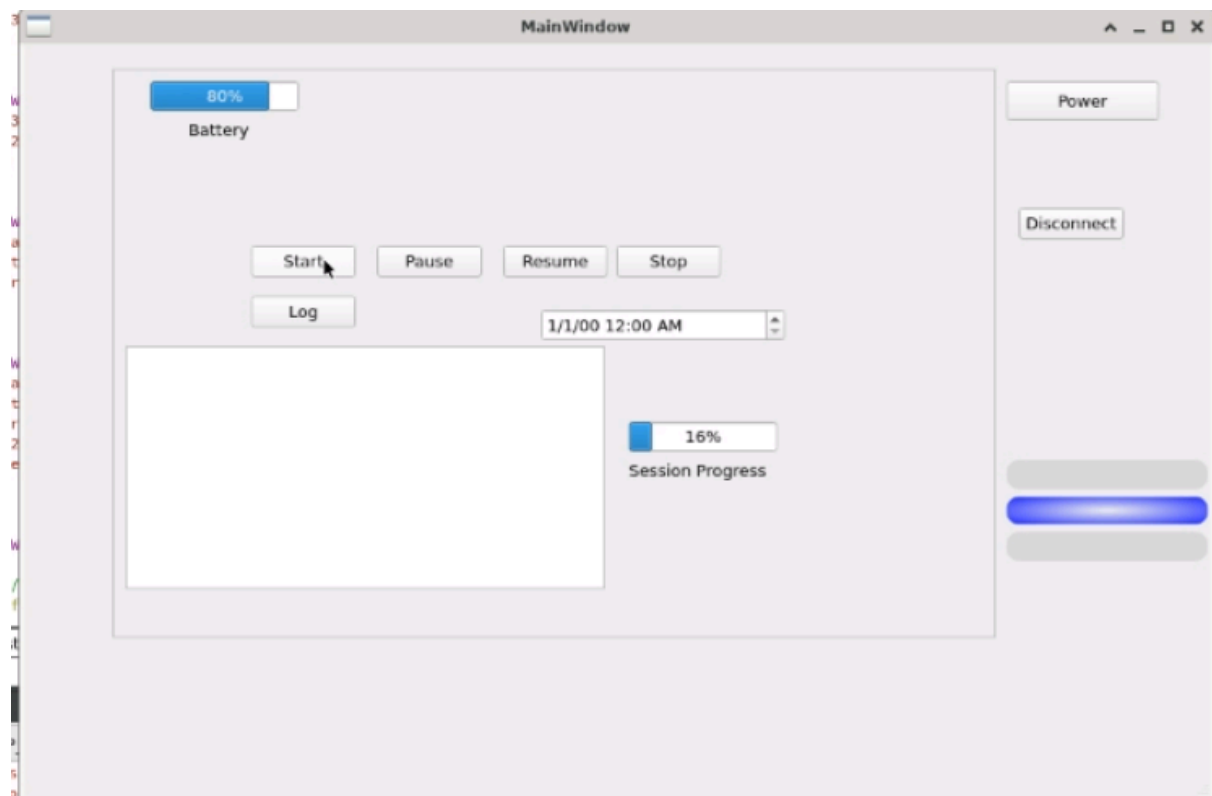 MainWindow
80%
Power
Battery
Disconnect
Start Pause Resume Stop
Log
1/1/00 12:00 AM
16%
Session Progress